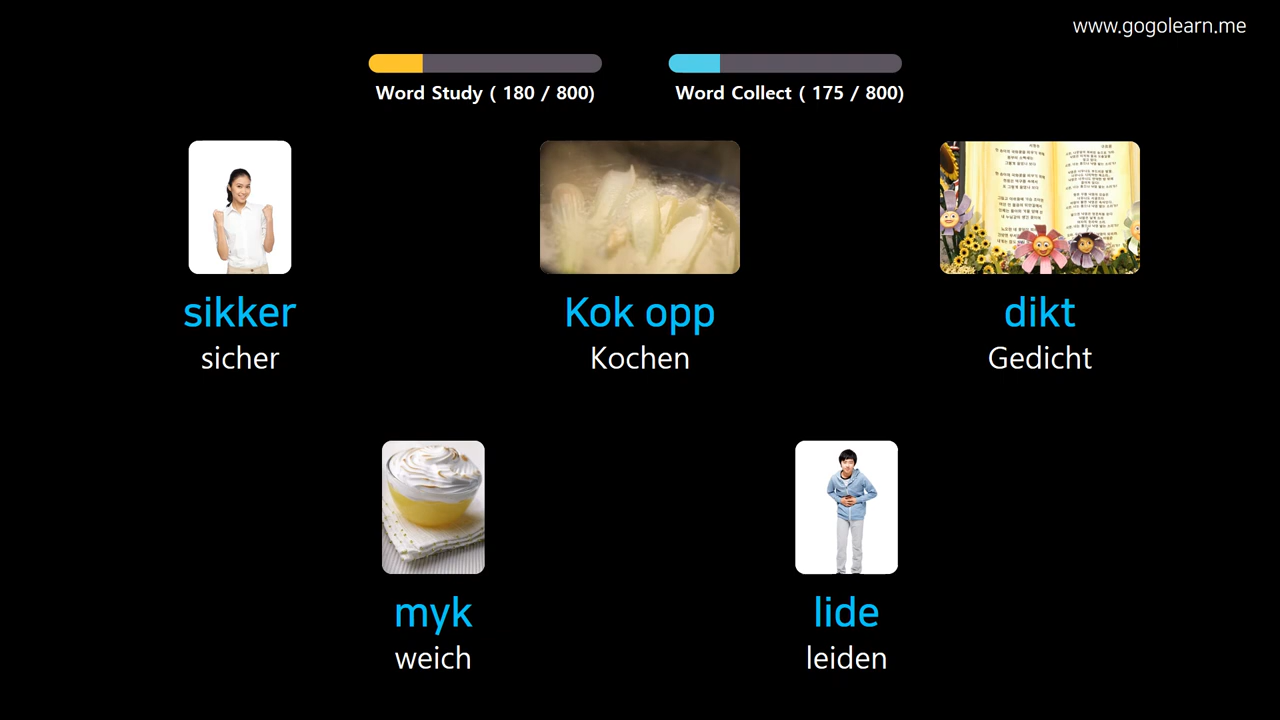 www.gogolearn.me
Word Study ( 180 / 800)
Word Collect ( 175 / 800)
sikker
sicher
Kok opp
Kochen
dikt
Gedicht
myk
weich
lide
leiden